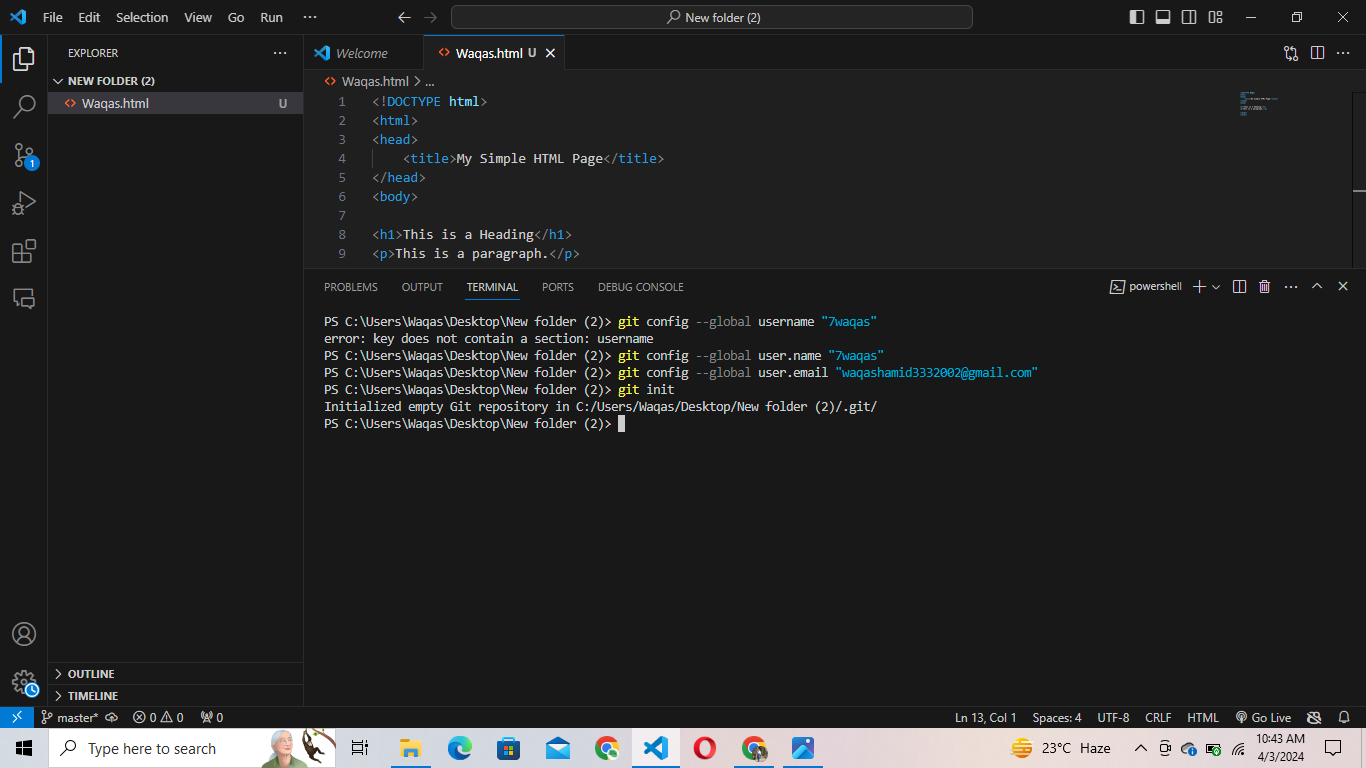 File Edit Selection View Go Run ··· New folder (2)
EXPLORER ···
NEW FOLDER (2)
Waqas.html U
OUTLINE
TIMELINE
1
Welcome Waqas.html U
Waqas.html > ...
1 <!DOCTYPE html>
2 <html>
3 <head>
4 <title>My Simple HTML Page</title>
5 </head>
6 <body>
7
8 <h1>This is a Heading</h1>
9 <p>This is a paragraph.</p>
PROBLEMS OUTPUT TERMINAL PORTS DEBUG CONSOLE powershell
PS C:\Users\Waqas\Desktop\New folder (2)> git config --global username "7waqas"
error: key does not contain a section: username
PS C:\Users\Waqas\Desktop\New folder (2)> git config --global user.name "7waqas"
PS C:\Users\Waqas\Desktop\New folder (2)> git config --global user.email "waqashamid3332002@gmail.com"
PS C:\Users\Waqas\Desktop\New folder (2)> git init
Initialized empty Git repository in C:/Users/Waqas/Desktop/New folder (2)/.git/
PS C:\Users\Waqas\Desktop\New folder (2)>
master* 0 0 0 Ln 13, Col 1 Spaces: 4 UTF-8 CRLF HTML Go Live
Type here to search 23°C Haze 10:43 AM
4/3/2024